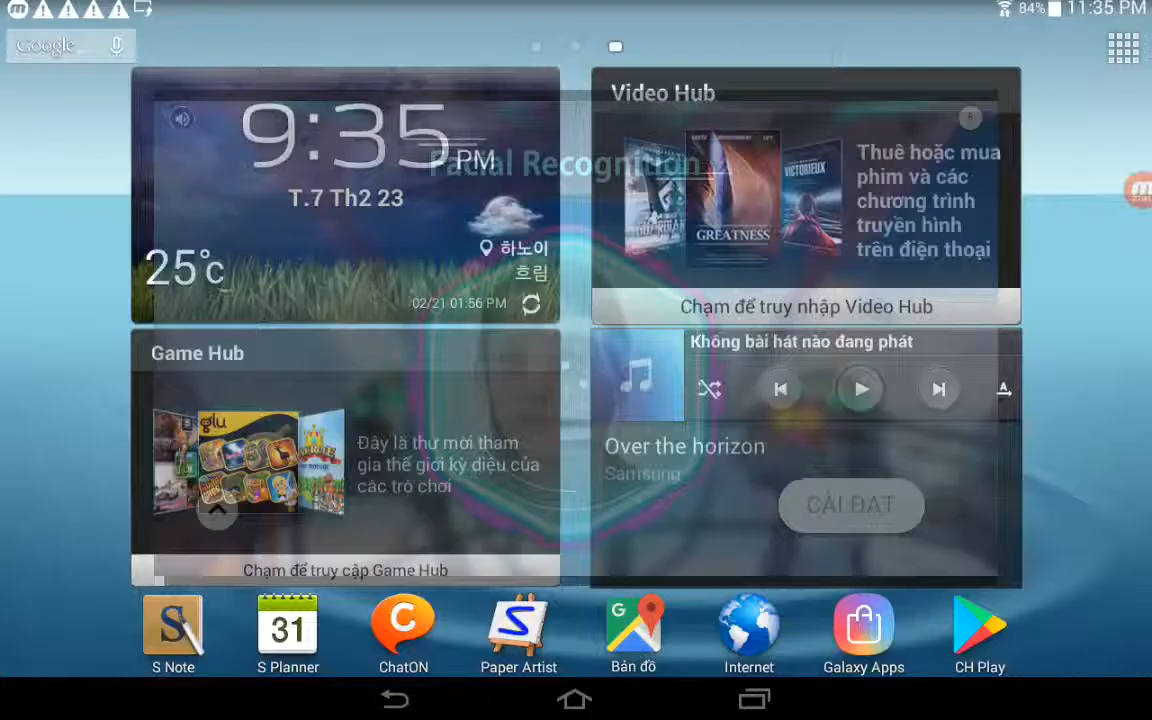 84% 11:35 PM
Google
9:35 PM
T.7 Th2 23
25°c
하노이
흐림
02/21 01:56 PM
Video Hub
GREATNESS
VICTORIEUX
Thuê hoặc mua
phim và các
chương trình
truyền hình
trên điện thoại
Chạm để truy nhập Video Hub
Facial Recognition
Game Hub
glu
Đây là thư mời tham
gia thế giới kỳ diệu của
các trò chơi
Chạm để truy cập Game Hub
Không bài hát nào đang phát
A
Over the horizon
Samsung
CÀI ĐẶT
S Note
31
S Planner
ChatON
Paper Artist
Bản đồ
Internet
Galaxy Apps
CH Play